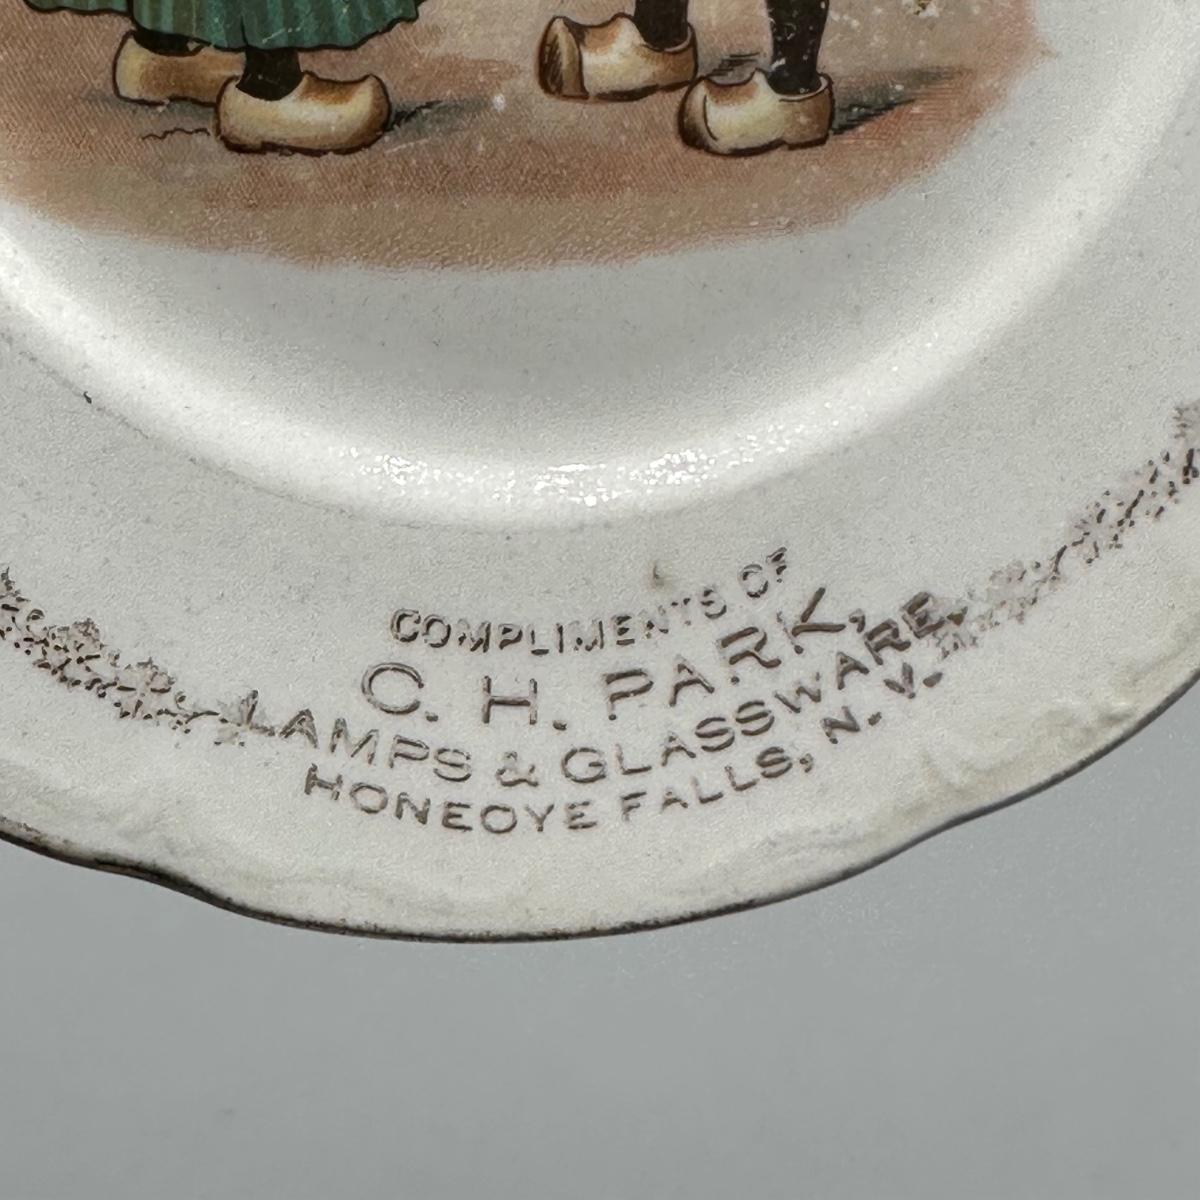 COMPLIMENTS OF
C. H. PARK,
LAMPS & GLASSWARE,
HONEOYE FALLS, N. Y.